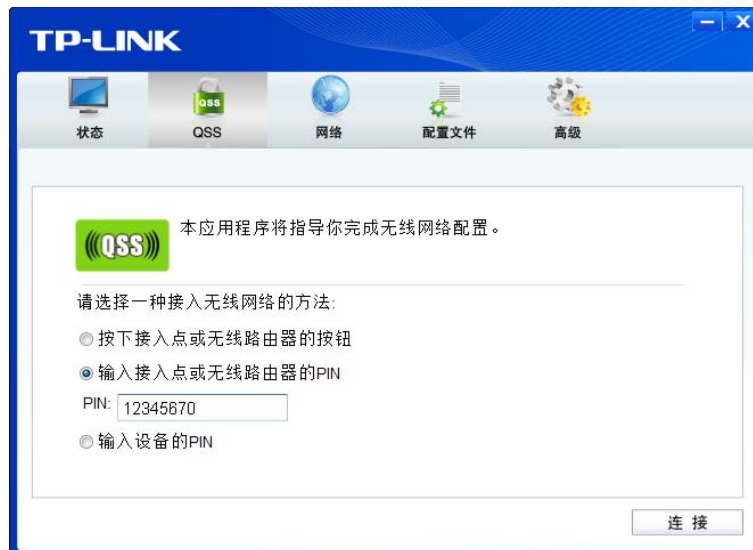 TP-LINK
状态
QSS
QSS
网络
配置文件
高级
QSS
本应用程序将指导你完成无线网络配置。
请选择一种接入无线网络的方法:
按下接入点或无线路由器的按钮
输入接入点或无线路由器的PIN
PIN: 12345670
输入设备的PIN
连 接